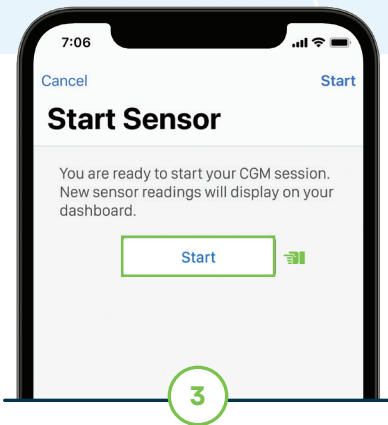 7:06
Cancel
Start
Start Sensor
You are ready to start your CGM session.
New sensor readings will display on your
dashboard.
Start
3